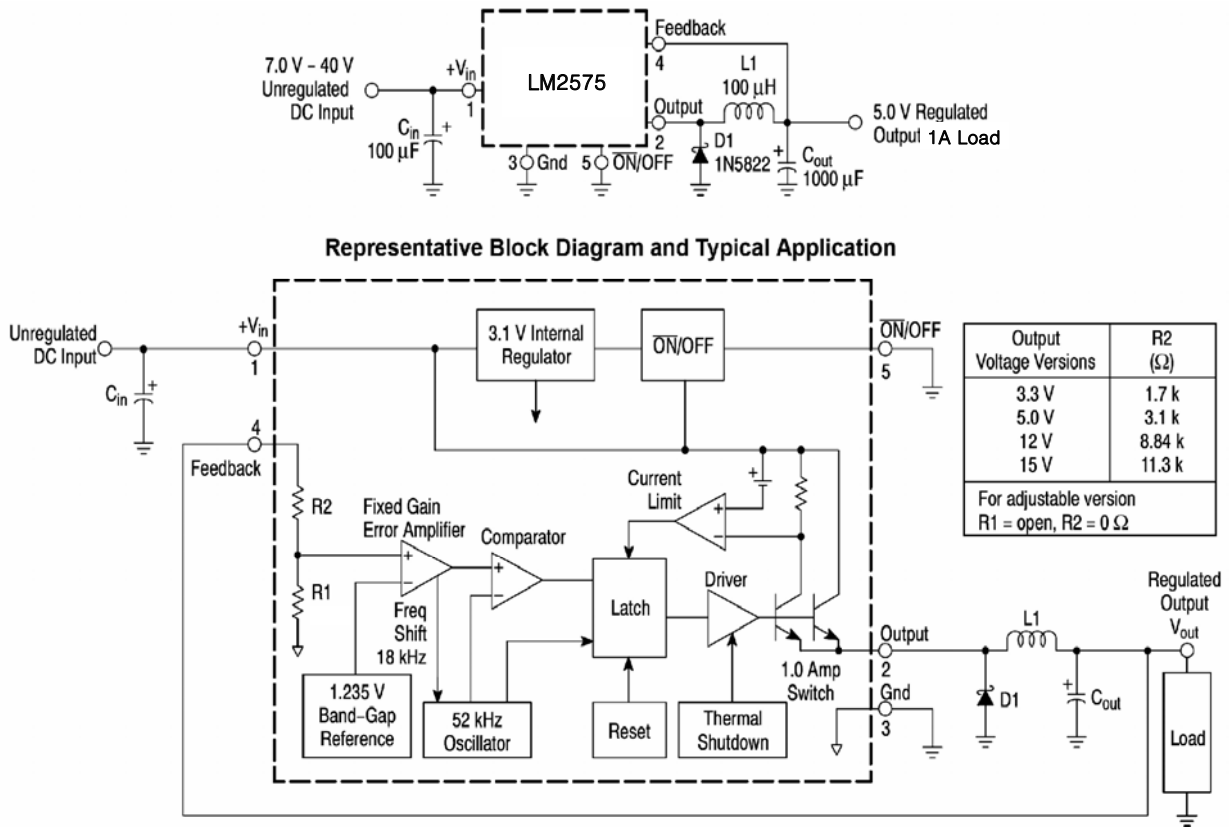 7.0 V – 40 V
Unregulated
DC Input
+Vin
1
Cin
+
100 µF
LM2575
3
Gnd
5
ON/OFF
Feedback
4
Output
2
L1
100 µH
D1
1N5822
+
Cout
1000 µF
5.0 V Regulated
Output 1A Load
Representative Block Diagram and Typical Application
Unregulated
DC Input
+Vin
1
Cin
+
4
Feedback
3.1 V Internal
Regulator
ON/OFF
ON/OFF
5
Output
Voltage Versions
R2
(Ω)
3.3 V
1.7 k
5.0 V
3.1 k
12 V
8.84 k
15 V
11.3 k
For adjustable version
R1 = open, R2 = 0 Ω
R2
R1
Fixed Gain
Error Amplifier
+
–
Comparator
+
–
Current
Limit
+
–
+
Freq
Shift
18 kHz
Latch
Driver
1.0 Amp
Switch
1.235 V
Band–Gap
Reference
52 kHz
Oscillator
Reset
Thermal
Shutdown
Output
2
Gnd
3
L1
D1
+
Cout
Regulated
Output
Vout
Load